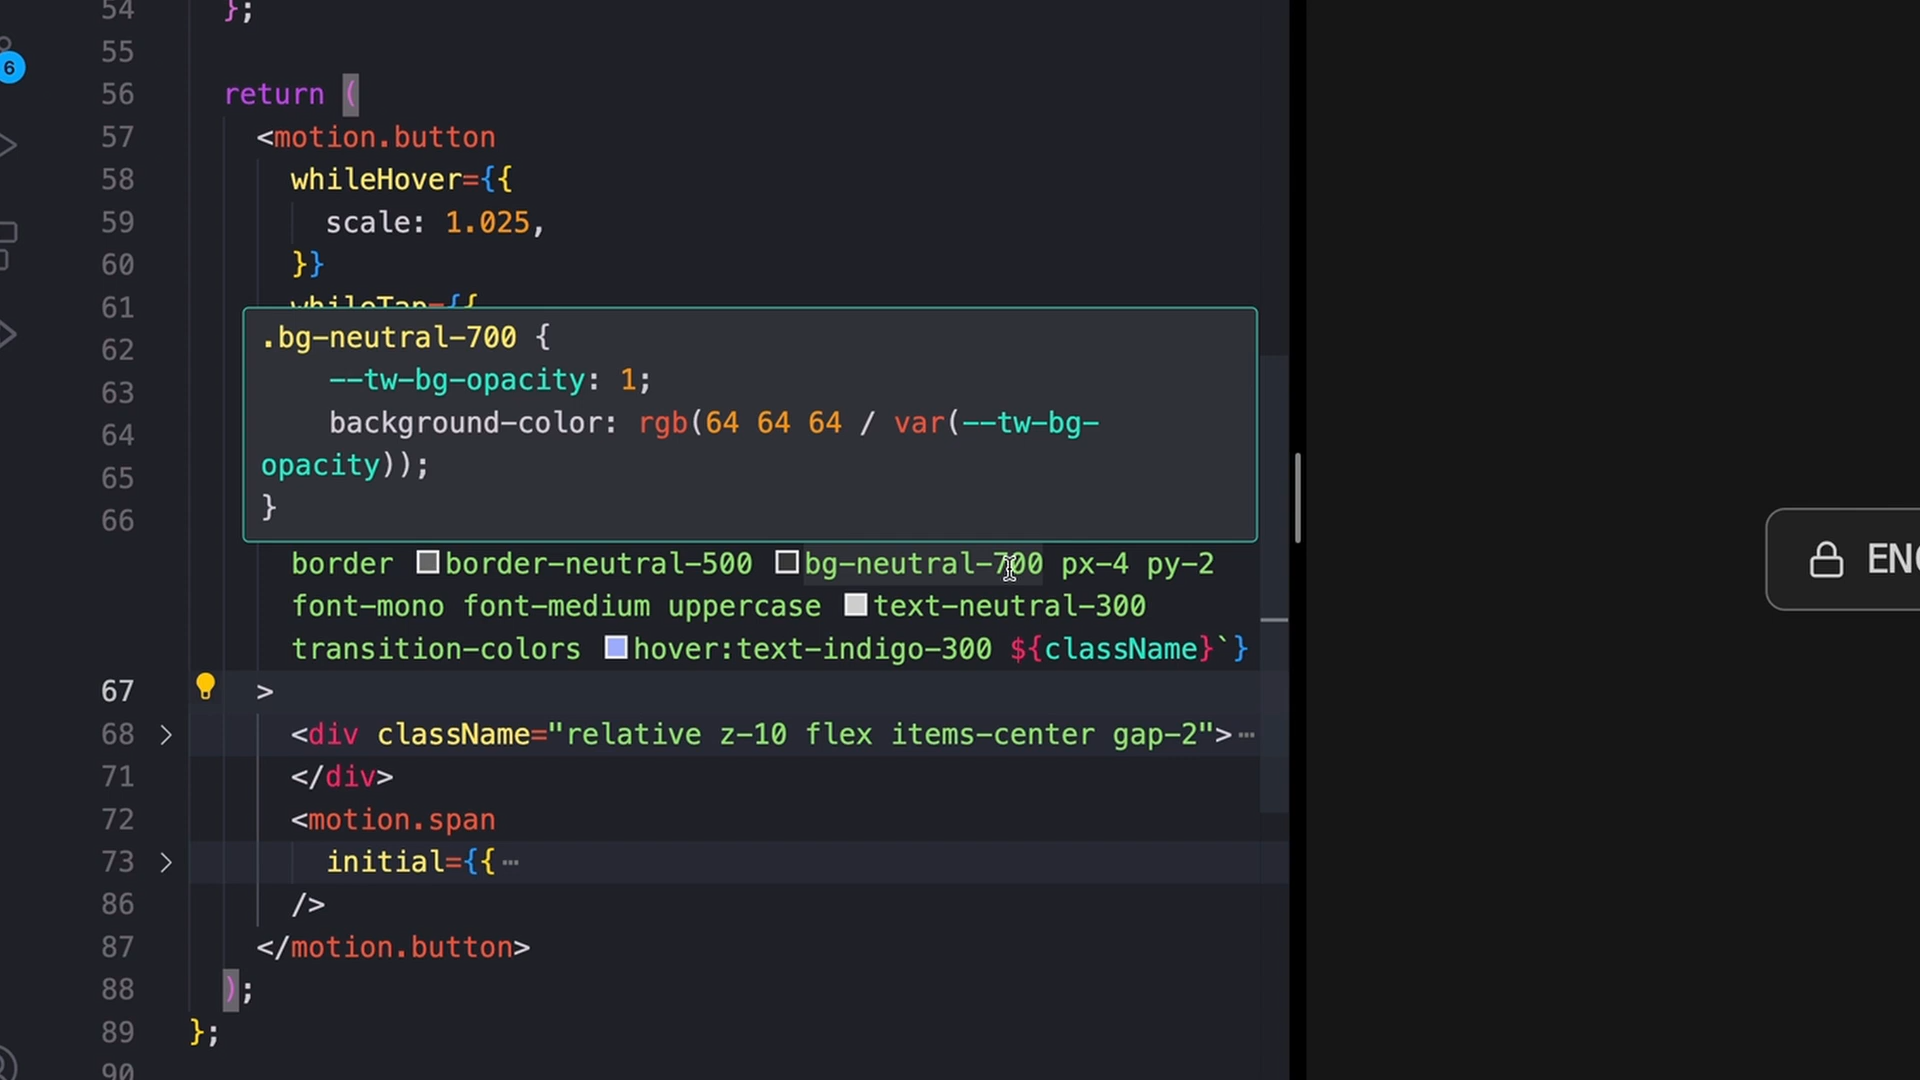 54 };
55
56 return (
57 <motion.button
58 whileHover={{
59 scale: 1.025,
60 }}
61 whileTap={{
62 .bg-neutral-700 {
63 --tw-bg-opacity: 1;
64 background-color: rgb(64 64 64 / var(--tw-bg-
65 opacity));
66 }
border border-neutral-500 bg-neutral-700 px-4 py-2
font-mono font-medium uppercase text-neutral-300
transition-colors hover:text-indigo-300 ${className}`}
67 >
68 <div className="relative z-10 flex items-center gap-2">⋯
71 </div>
72 <motion.span
73 initial={{⋯
86 />
87 </motion.button>
88 );
89 };
90
6
ENC